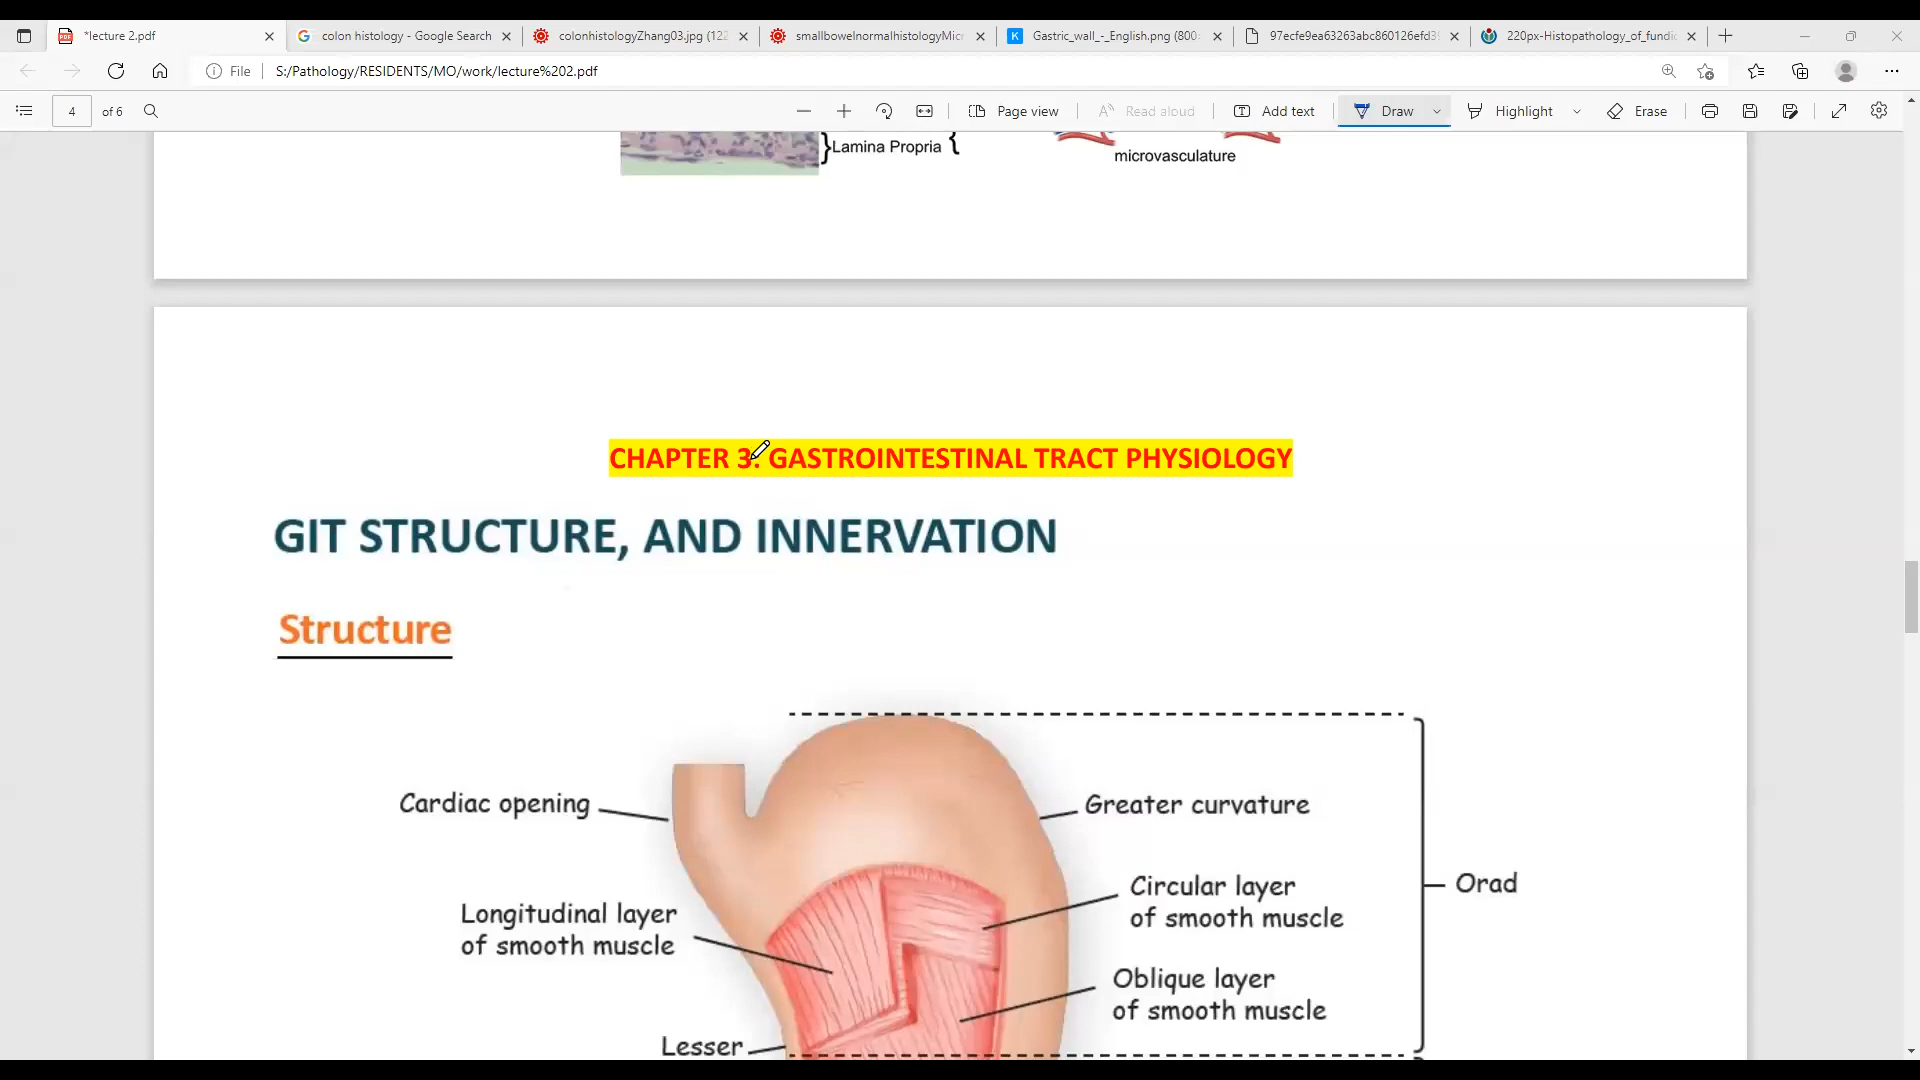 *lecture 2.pdf
colon histology - Google Search
colonhistologyZhang03.jpg (122
smallbowelnormalhistologyMicr
Gastric_wall_-_English.png (800
97ecfe9ea63263abc860126efd3
220px-Histopathology_of_fundi
File
S:/Pathology/RESIDENTS/MO/work/lecture%202.pdf
4 of 6
Page view
Read aloud
Add text
Draw
Highlight
Erase
Lamina Propria
microvasculature
CHAPTER 3: GASTROINTESTINAL TRACT PHYSIOLOGY
GIT STRUCTURE, AND INNERVATION
Structure
Cardiac opening
Greater curvature
Circular layer
of smooth muscle
Orad
Longitudinal layer
of smooth muscle
Oblique layer
of smooth muscle
Lesser